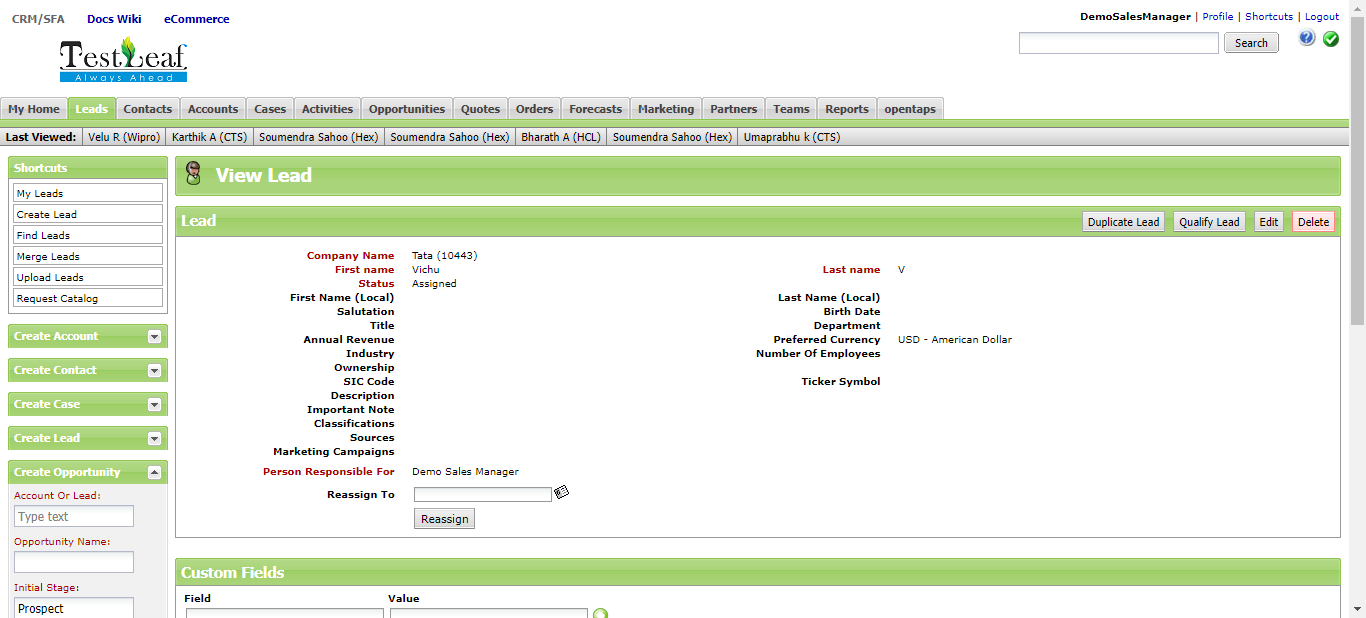 CRM/SFA Docs Wiki eCommerce
DemoSalesManager | Profile | Shortcuts | Logout
TestLeaf
Always Ahead
Search
My Home Leads Contacts Accounts Cases Activities Opportunities Quotes Orders Forecasts Marketing Partners Teams Reports opentaps
Last Viewed: Velu R (Wipro) Karthik A (CTS) Soumendra Sahoo (Hex) Soumendra Sahoo (Hex) Bharath A (HCL) Soumendra Sahoo (Hex) Umaprabhu k (CTS)
Shortcuts
My Leads
Create Lead
Find Leads
Merge Leads
Upload Leads
Request Catalog
Create Account
Create Contact
Create Case
Create Lead
Create Opportunity
Account Or Lead:
Type text
Opportunity Name:
Initial Stage:
Prospect
View Lead
Lead
Duplicate Lead Qualify Lead Edit Delete
Company Name Tata (10443)
First name Vichu Last name V
Status Assigned
First Name (Local) Last Name (Local)
Salutation Birth Date
Title Department
Annual Revenue Preferred Currency USD - American Dollar
Industry Number Of Employees
Ownership
SIC Code Ticker Symbol
Description
Important Note
Classifications
Sources
Marketing Campaigns
Person Responsible For Demo Sales Manager
Reassign To
Reassign
Custom Fields
Field Value